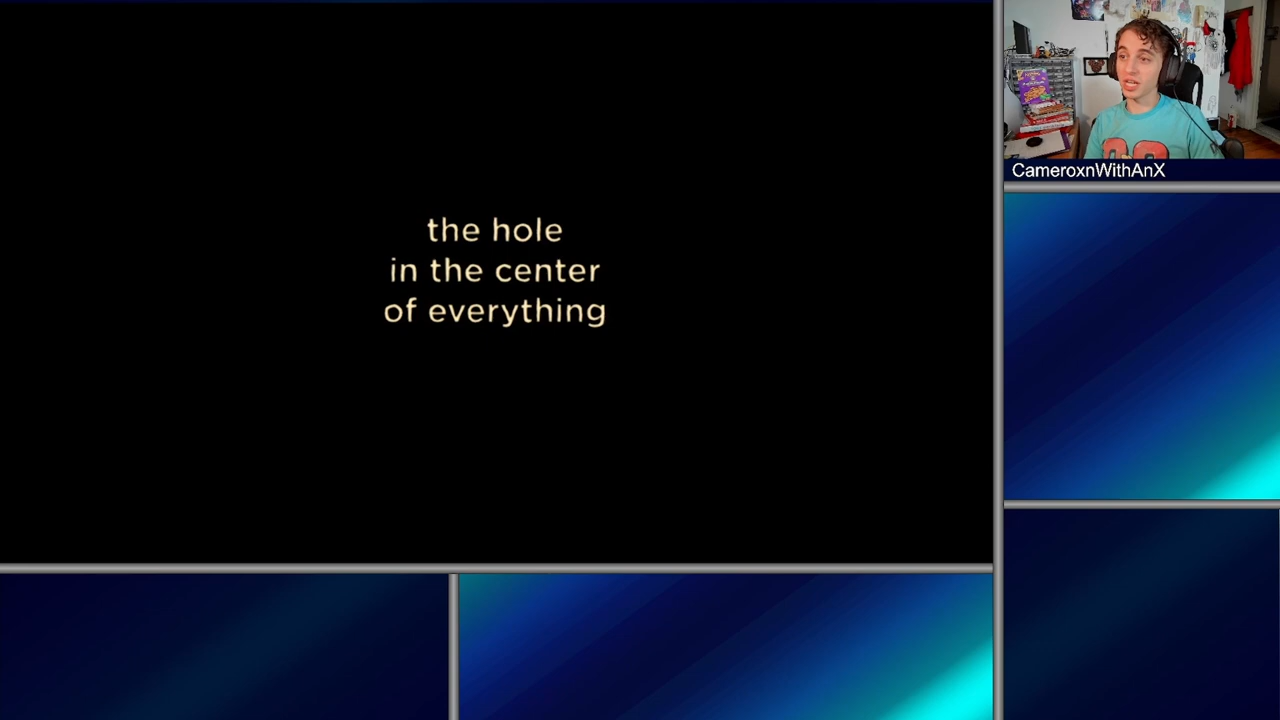 the hole
in the center
of everything
CameroxnWithAnX